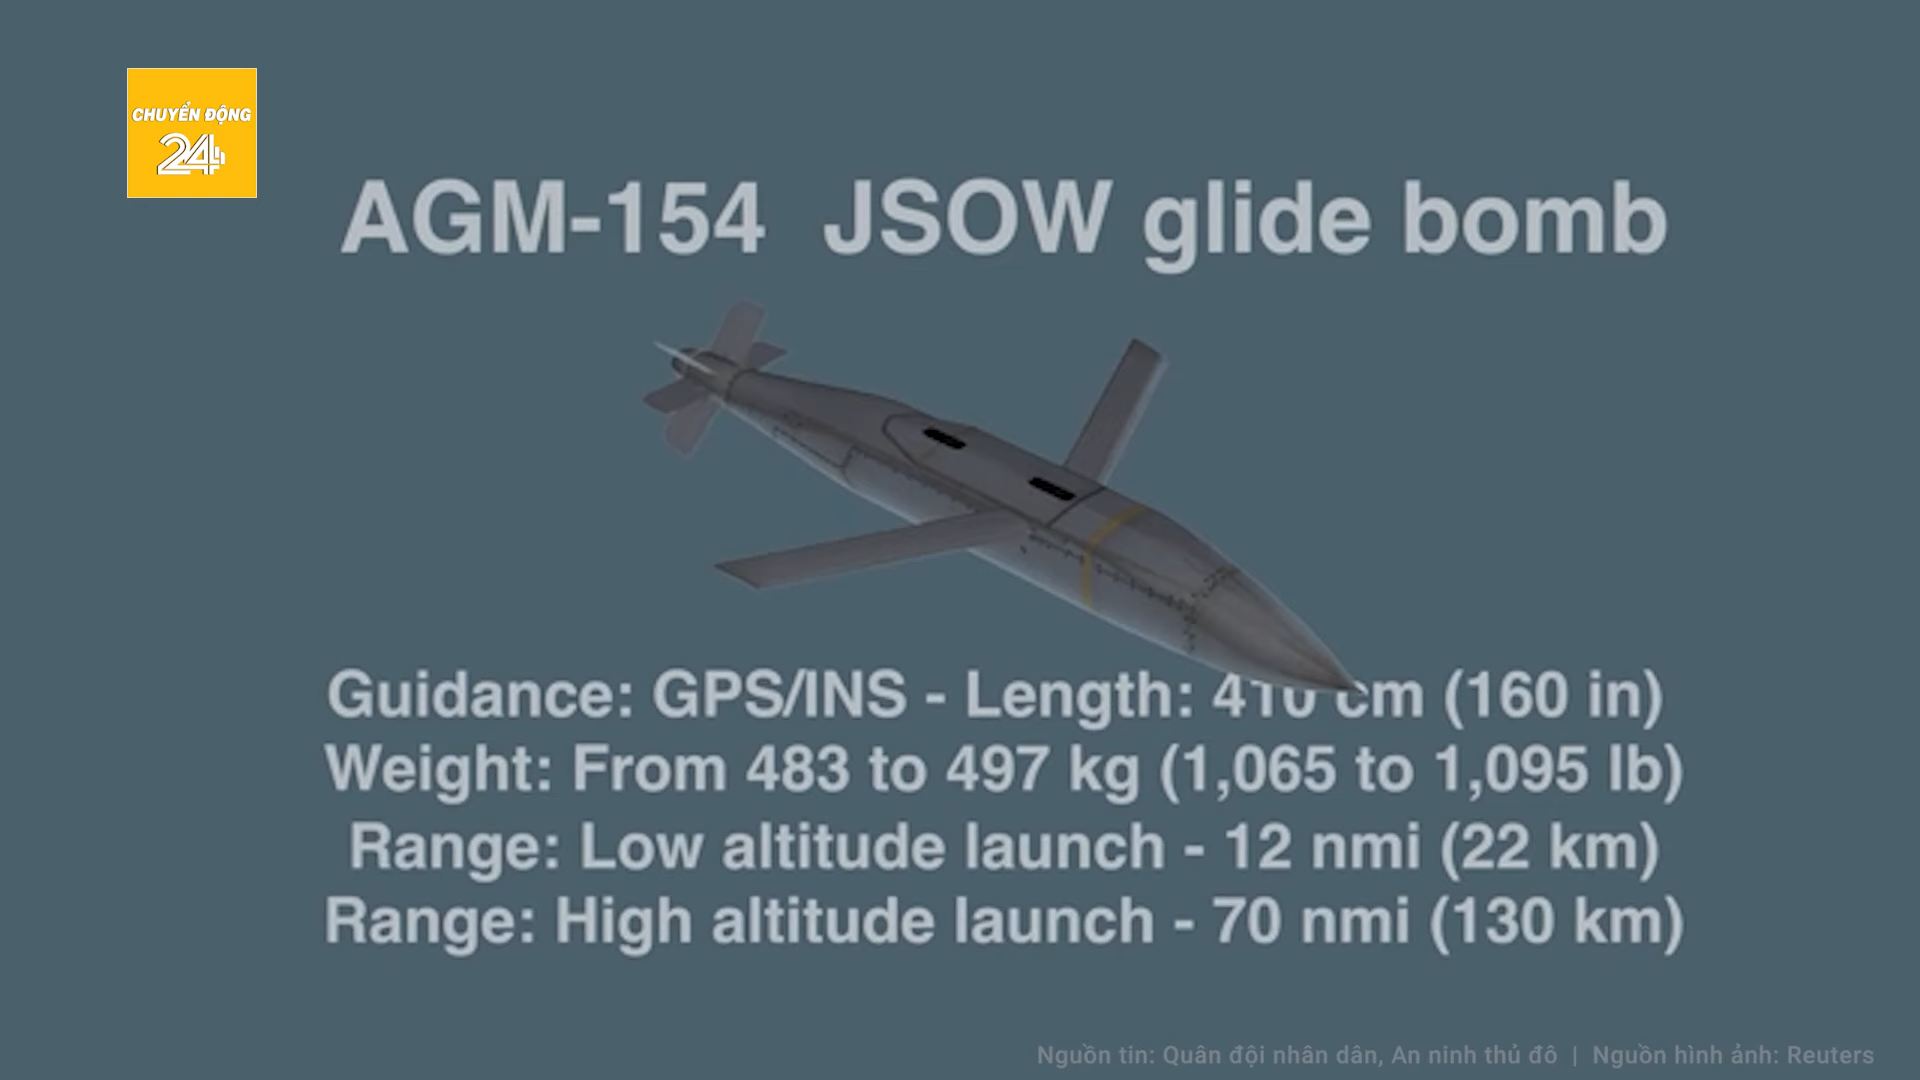 CHUYỂN ĐỘNG
24h
AGM-154 JSOW glide bomb
Guidance: GPS/INS - Length: 410 cm (160 in)
Weight: From 483 to 497 kg (1,065 to 1,095 lb)
Range: Low altitude launch - 12 nmi (22 km)
Range: High altitude launch - 70 nmi (130 km)
Nguồn tin: Quân đội nhân dân, An ninh thủ đô | Nguồn hình ảnh: Reuters